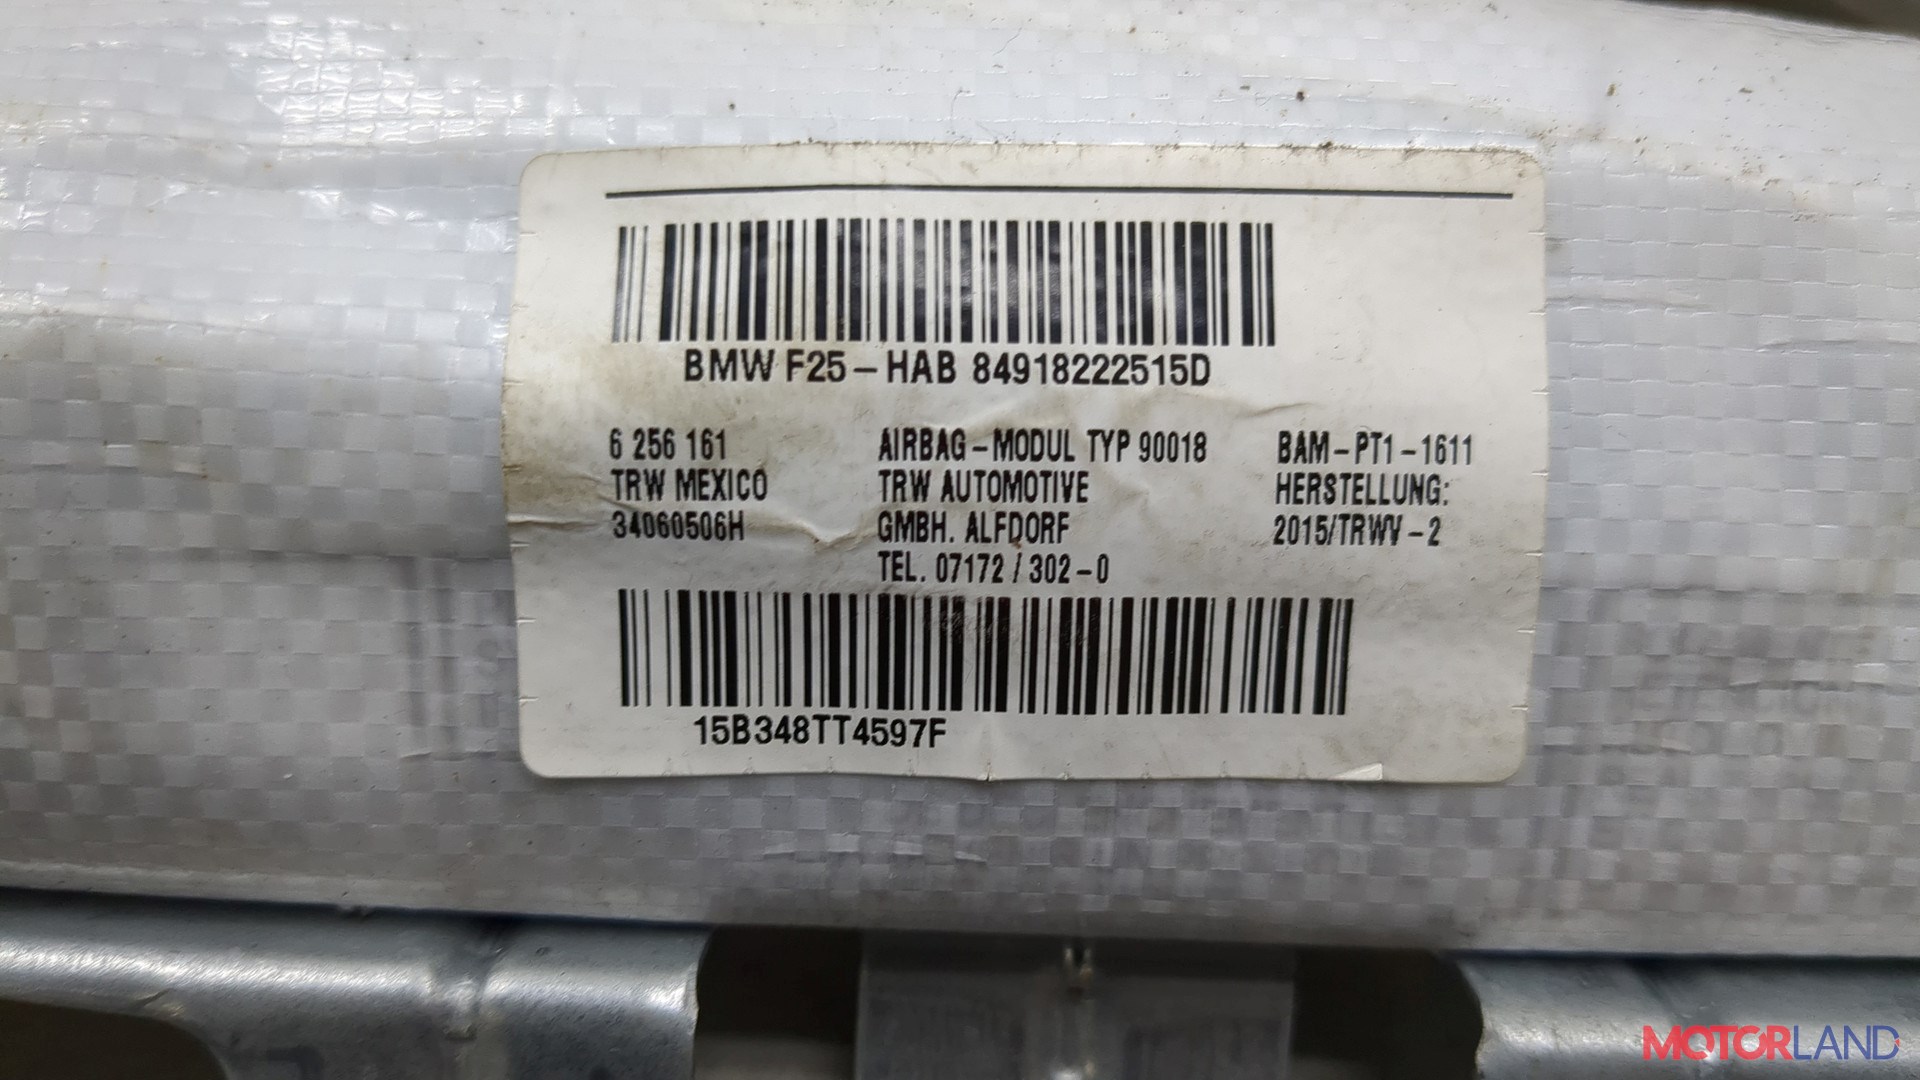 BMW F25-HAB 84918222515D
6 256 161 AIRBAG-MODUL TYP 90018 BAM-PT1-1611
TRW MEXICO TRW AUTOMOTIVE HERSTELLUNG:
34060506H GMBH. ALFDORF 2015/TRWV-2
TEL. 07172/302-0
15B348TT4597F
MOTORLAND